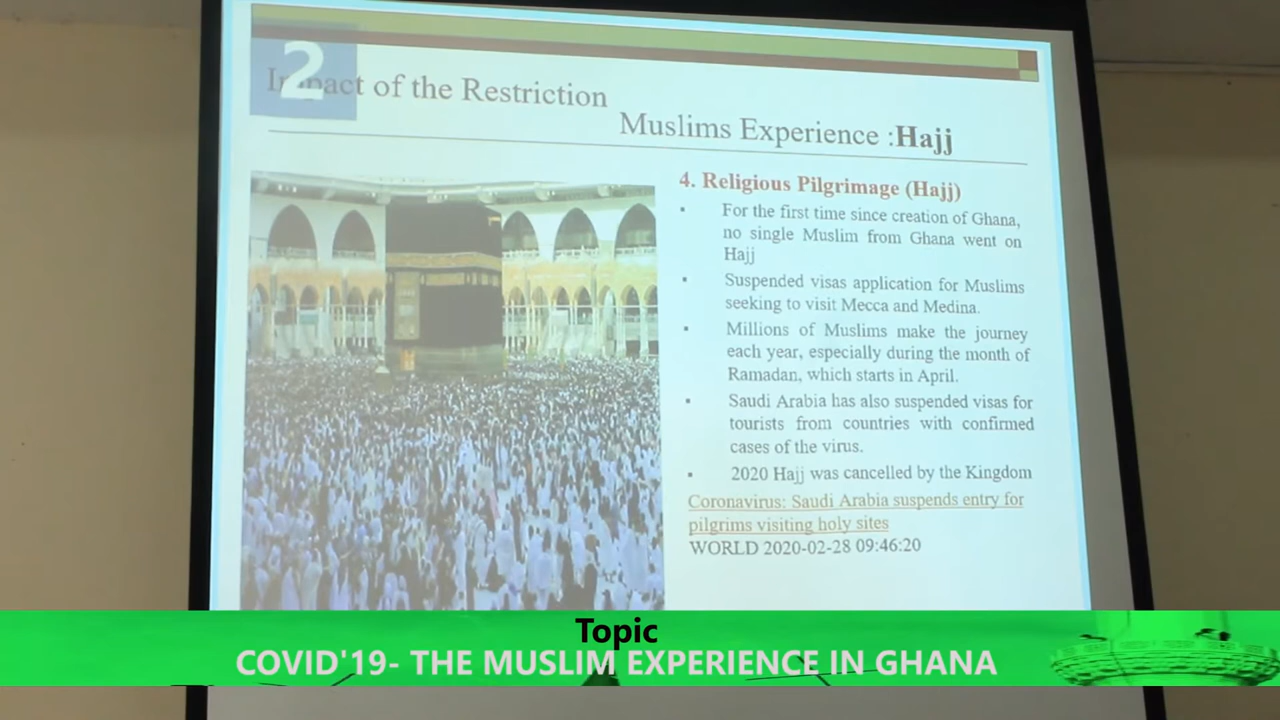 2
Impact of the Restriction
Muslims Experience :Hajj
4. Religious Pilgrimage (Hajj)
▪ For the first time since creation of Ghana,
no single Muslim from Ghana went on
Hajj
▪ Suspended visas application for Muslims
seeking to visit Mecca and Medina.
▪ Millions of Muslims make the journey
each year, especially during the month of
Ramadan, which starts in April.
▪ Saudi Arabia has also suspended visas for
tourists from countries with confirmed
cases of the virus.
▪ 2020 Hajj was cancelled by the Kingdom
Coronavirus: Saudi Arabia suspends entry for
pilgrims visiting holy sites
WORLD 2020-02-28 09:46:20
Topic
COVID'19- THE MUSLIM EXPERIENCE IN GHANA